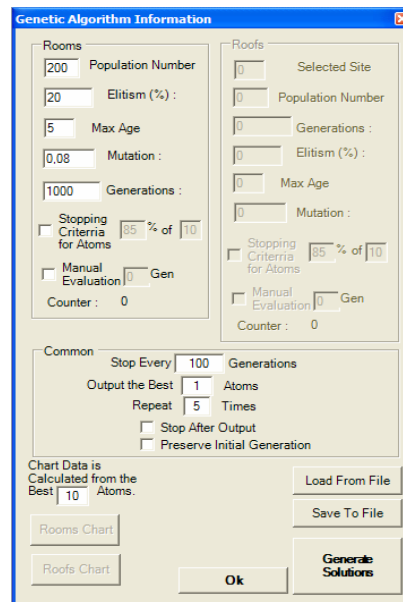 Genetic Algorithm Information
Rooms
200 Population Number
20 Elitism (%) :
5 Max Age
0,08 Mutation :
1000 Generations :
Stopping
Criterria 85 % of 10
for Atoms
Manual
Evaluation 0 Gen
Counter : 0
Roofs
0 Selected Site
0 Population Number
0 Generations :
0 Elitism (%) :
0 Max Age
0 Mutation :
Stopping
Criterria 85 % of 10
for Atoms
Manual
Evaluation 0 Gen
Counter : 0
Common
Stop Every 100 Generations
Output the Best 1 Atoms
Repeat 5 Times
Stop After Output
Preserve Initial Generation
Chart Data is
Calculated from the
Best 10 Atoms.
Rooms Chart
Roofs Chart
Load From File
Save To File
Generate
Solutions
Ok